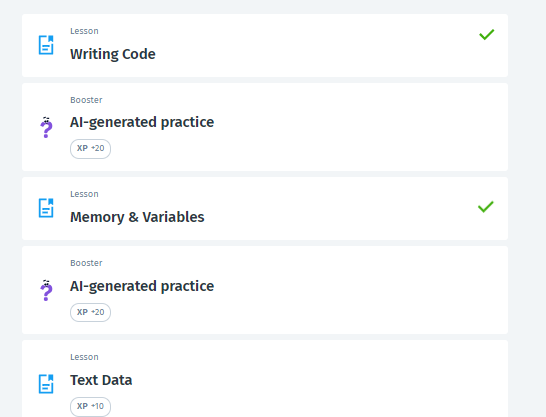 Lesson
Writing Code
Booster
AI-generated practice
XP +20
Lesson
Memory & Variables
Booster
AI-generated practice
XP +20
Lesson
Text Data
XP +10